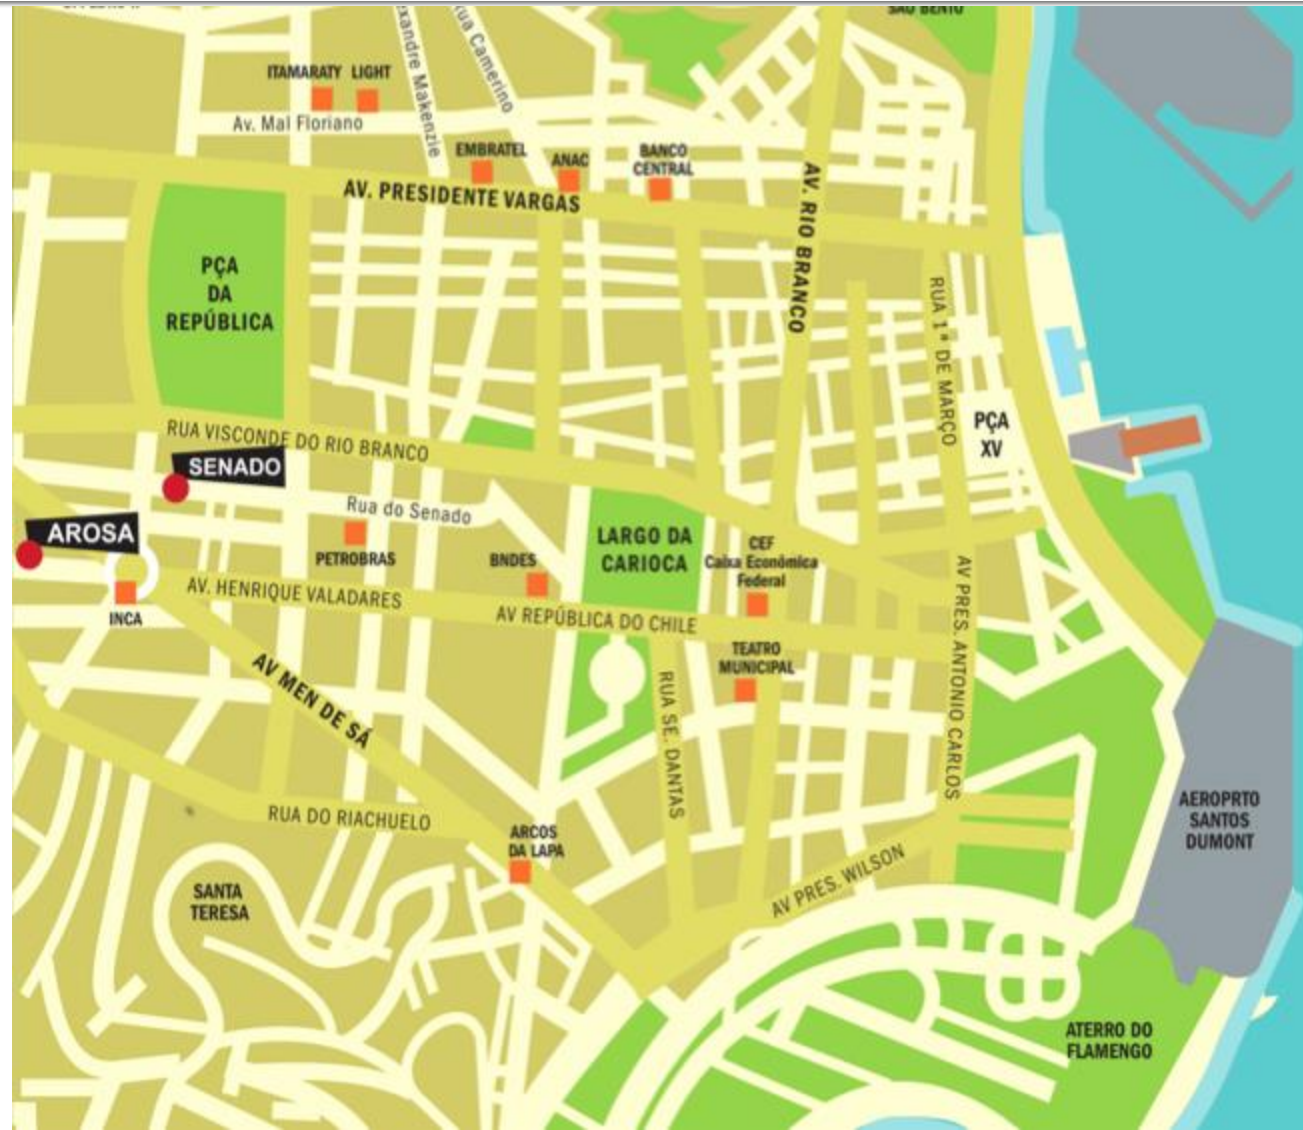 SÃO BENTO
Rua Camerino
exandre Makenzie
ITAMARATY
LIGHT
Av. Mal Floriano
EMBRATEL
ANAC
BANCO
CENTRAL
AV. PRESIDENTE VARGAS
AV. RIO BRANCO
PÇA
DA
REPÚBLICA
RUA 1ª DE MARÇO
PÇA
XV
RUA VISCONDE DO RIO BRANCO
SENADO
Rua do Senado
AROSA
PETROBRAS
BNDES
LARGO DA
CARIOCA
CEF
Caixa Econômica
Federal
INCA
AV. HENRIQUE VALADARES
AV REPÚBLICA DO CHILE
AV PRES. ANTONIO CARLOS
TEATRO
MUNICIPAL
AV MEN DE SÁ
RUA SE. DANTAS
RUA DO RIACHUELO
ARCOS
DA LAPA
AEROPRTO
SANTOS
DUMONT
AV PRES. WILSON
SANTA
TERESA
ATERRO DO
FLAMENGO